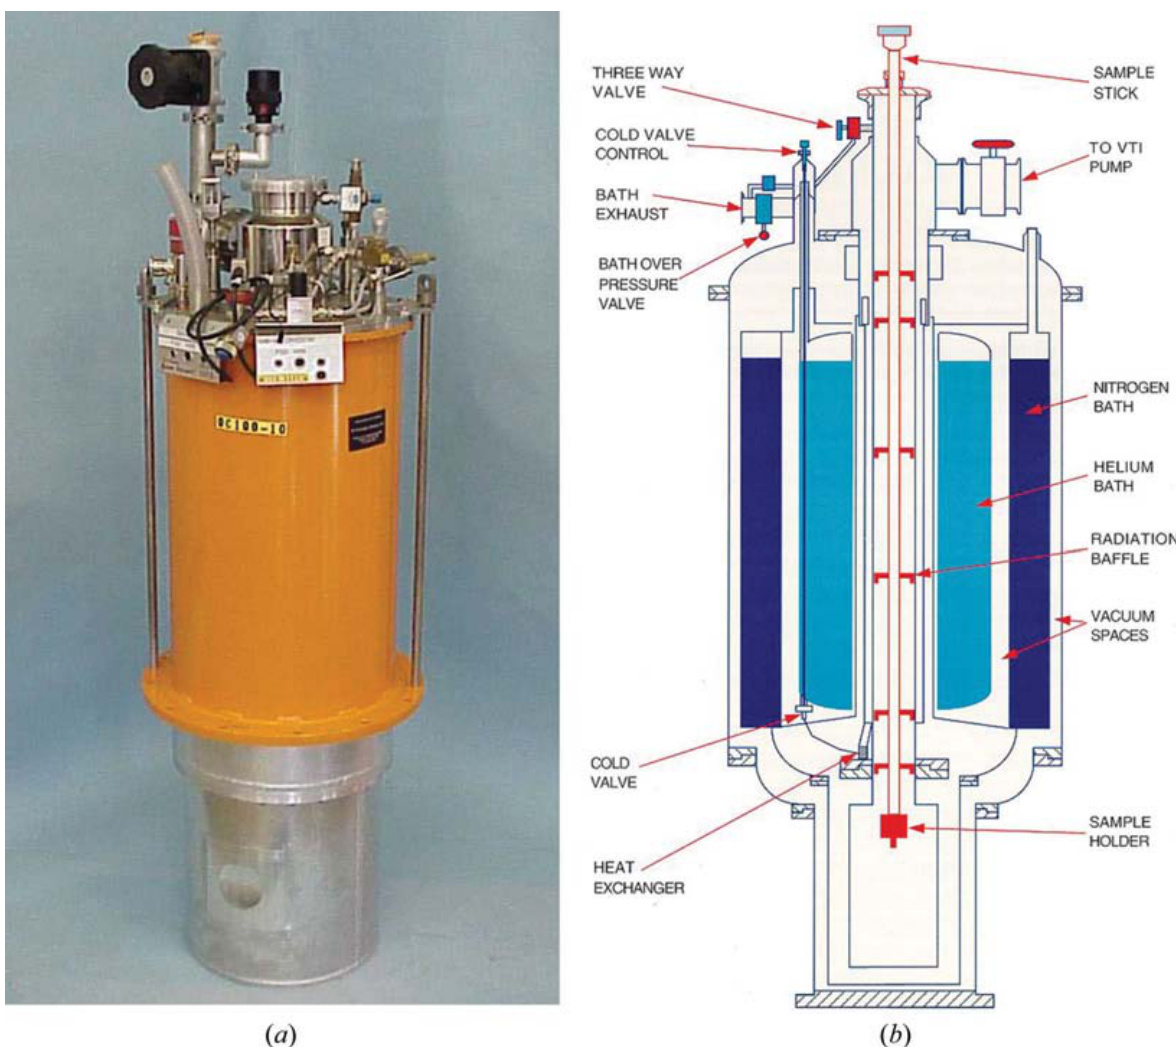 OC100-10
THREE WAY
VALVE
COLD VALVE
CONTROL
BATH
EXHAUST
BATH OVER
PRESSURE
VALVE
SAMPLE
STICK
TO VTI
PUMP
NITROGEN
BATH
HELIUM
BATH
RADIATION
BAFFLE
VACUUM
SPACES
COLD
VALVE
HEAT
EXCHANGER
SAMPLE
HOLDER
(a)
(b)